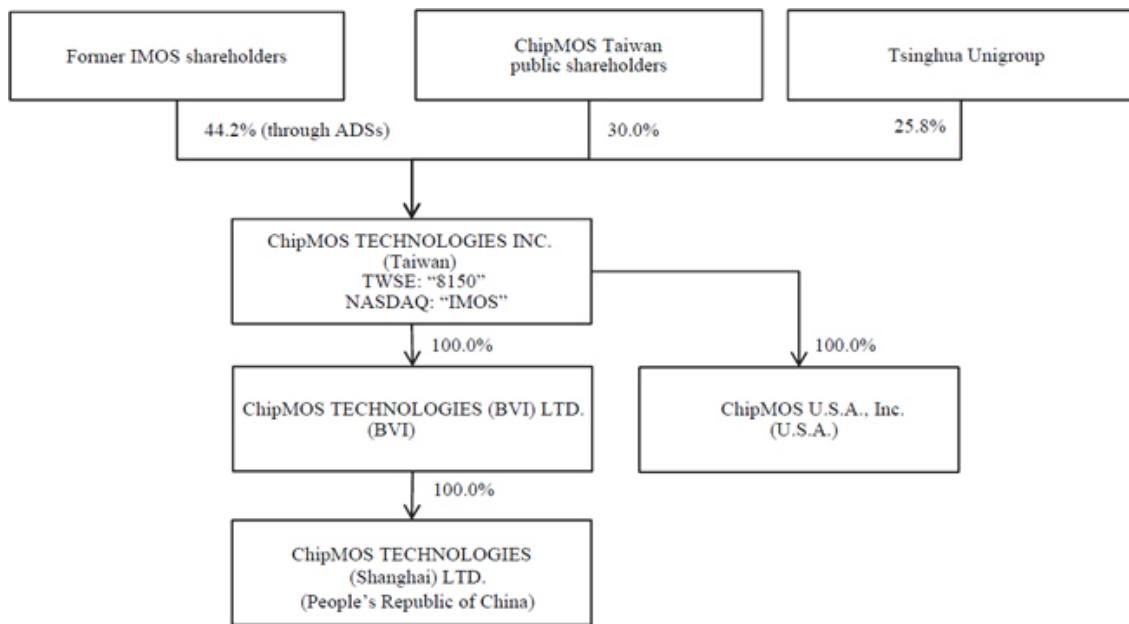 Former IMOS shareholders
ChipMOS Taiwan
public shareholders
Tsinghua Unigroup
44.2% (through ADSs)
30.0%
25.8%
ChipMOS TECHNOLOGIES INC.
(Taiwan)
TWSE: “8150”
NASDAQ: “IMOS”
100.0%
100.0%
ChipMOS TECHNOLOGIES (BVI) LTD.
(BVI)
ChipMOS U.S.A., Inc.
(U.S.A.)
100.0%
ChipMOS TECHNOLOGIES
(Shanghai) LTD.
(People’s Republic of China)